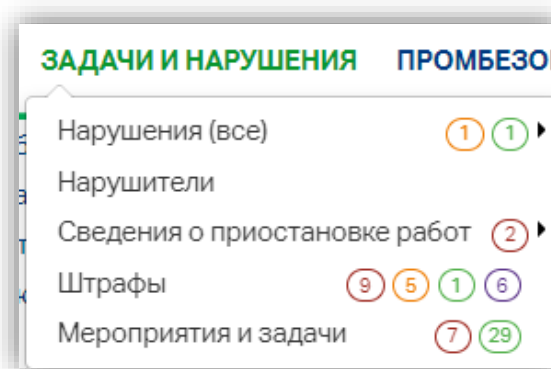 ЗАДАЧИ И НАРУШЕНИЯ ПРОМБЕЗО
Нарушения (все) 1 1
Нарушители
Сведения о приостановке работ 2
Штрафы 9 5 1 6
Мероприятия и задачи 7 29